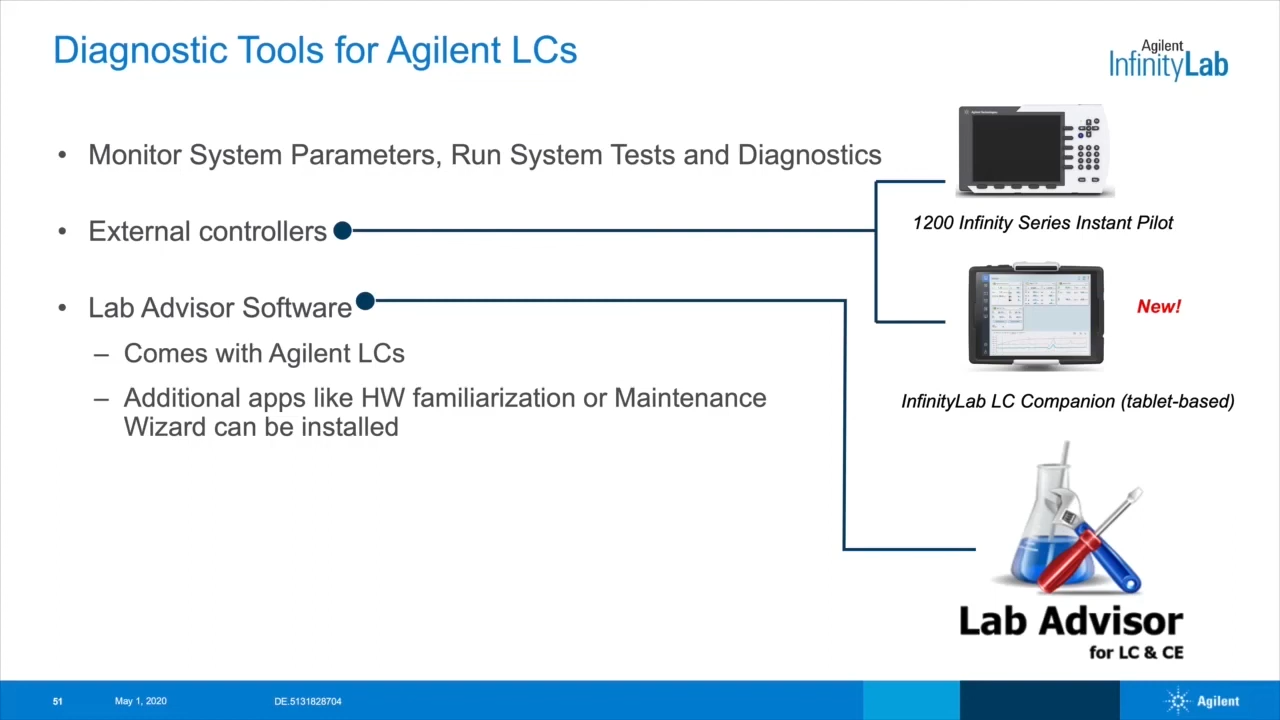 Diagnostic Tools for Agilent LCs
Agilent
InfinityLab
• Monitor System Parameters, Run System Tests and Diagnostics
• External controllers
• Lab Advisor Software
– Comes with Agilent LCs
– Additional apps like HW familiarization or Maintenance
Wizard can be installed
1200 Infinity Series Instant Pilot
New!
InfinityLab LC Companion (tablet-based)
Lab Advisor
for LC & CE
51
May 1, 2020
DE.5131828704
Agilent